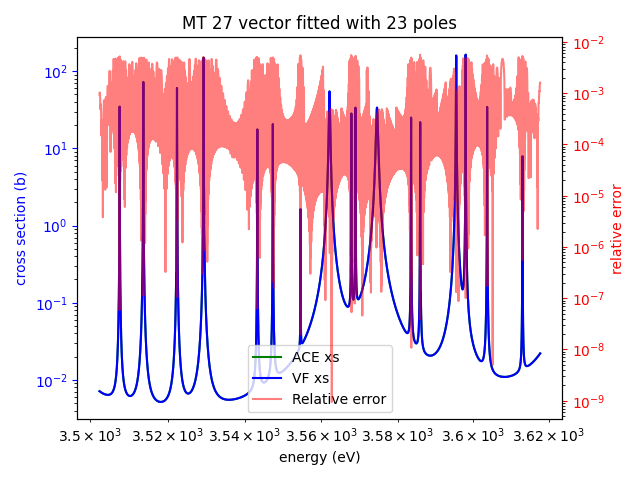 MT 27 vector fitted with 23 poles
cross section (b)
10²
10¹
10⁰
10⁻¹
10⁻²
10⁻²
10⁻³
10⁻⁴
10⁻⁵
10⁻⁶
10⁻⁷
10⁻⁸
10⁻⁹
relative error
ACE xs
VF xs
Relative error
3.5 × 10³ 3.52 × 10³ 3.54 × 10³ 3.56 × 10³ 3.58 × 10³ 3.6 × 10³ 3.62 × 10³
energy (eV)